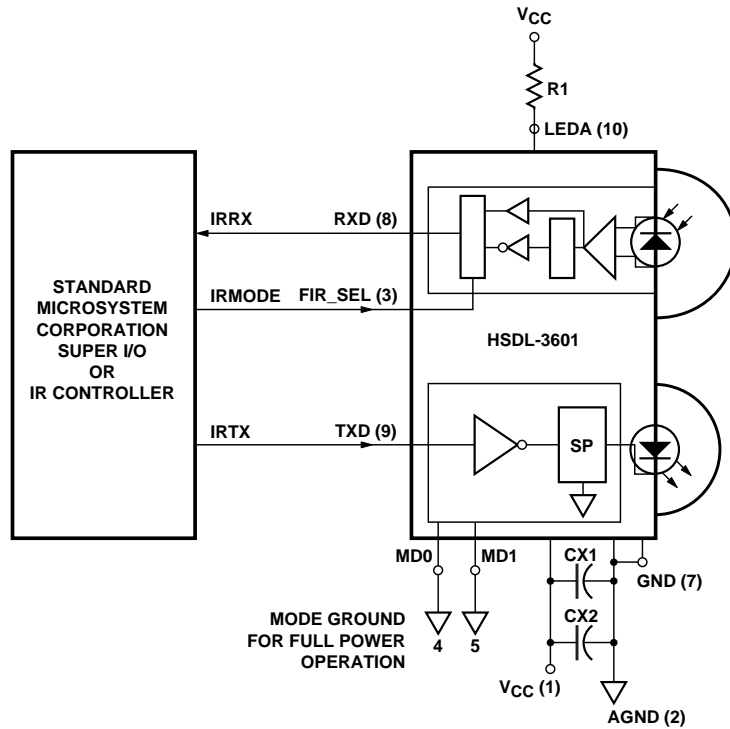 VCC
R1
LEDA (10)
IRRX
RXD (8)
STANDARD
MICROSYSTEM
CORPORATION
SUPER I/O
OR
IR CONTROLLER
IRMODE
FIR_SEL (3)
HSDL-3601
IRTX
TXD (9)
SP
MD0
MD1
CX1
GND (7)
MODE GROUND
FOR FULL POWER
OPERATION
4
5
CX2
VCC (1)
AGND (2)